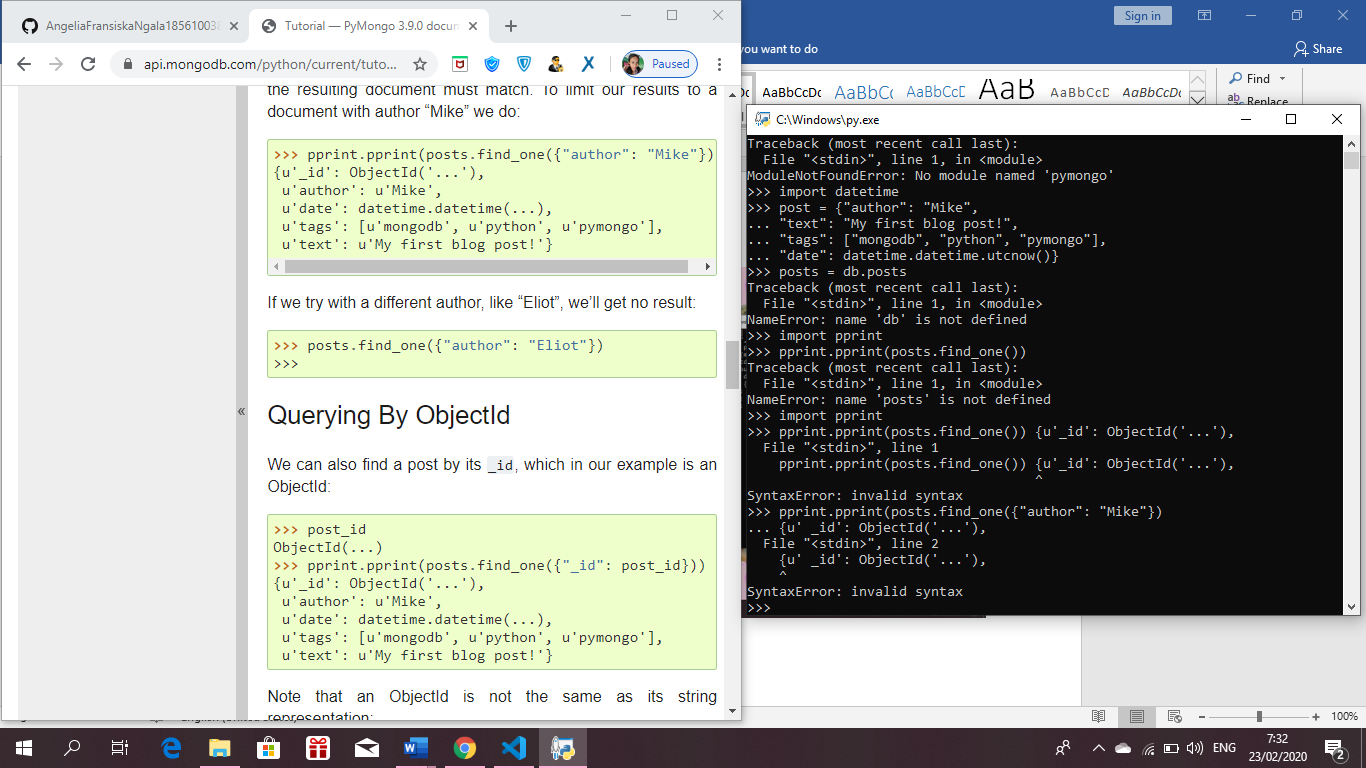 AngeliaFransiskaNgala18561003
Tutorial — PyMongo 3.9.0 docum
api.mongodb.com/python/current/tuto...
Paused
the resulting document must match. To limit our results to a
document with author “Mike” we do:
>>> pprint.pprint(posts.find_one({"author": "Mike"})
{u'_id': ObjectId('...'),
 u'author': u'Mike',
 u'date': datetime.datetime(...),
 u'tags': [u'mongodb', u'python', u'pymongo'],
 u'text': u'My first blog post!'}
If we try with a different author, like “Eliot”, we’ll get no result:
>>> posts.find_one({"author": "Eliot"})
>>>
«
Querying By ObjectId
We can also find a post by its _id, which in our example is an
ObjectId:
>>> post_id
ObjectId(...)
>>> pprint.pprint(posts.find_one({"_id": post_id}))
{u'_id': ObjectId('...'),
 u'author': u'Mike',
 u'date': datetime.datetime(...),
 u'tags': [u'mongodb', u'python', u'pymongo'],
 u'text': u'My first blog post!'}
Note that an ObjectId is not the same as its string
representation:
Sign in
you want to do
Share
AaBbCcDc AaBbCc AaBbCcD AaB AaBbCcD AaBbCcDc
Find
Replace
C:\Windows\py.exe
Traceback (most recent call last):
  File "<stdin>", line 1, in <module>
ModuleNotFoundError: No module named 'pymongo'
>>> import datetime
>>> post = {"author": "Mike",
... "text": "My first blog post!",
... "tags": ["mongodb", "python", "pymongo"],
... "date": datetime.datetime.utcnow()}
>>> posts = db.posts
Traceback (most recent call last):
  File "<stdin>", line 1, in <module>
NameError: name 'db' is not defined
>>> import pprint
>>> pprint.pprint(posts.find_one())
Traceback (most recent call last):
  File "<stdin>", line 1, in <module>
NameError: name 'posts' is not defined
>>> import pprint
>>> pprint.pprint(posts.find_one()) {u'_id': ObjectId('...'),
  File "<stdin>", line 1
    pprint.pprint(posts.find_one()) {u'_id': ObjectId('...'),
                                    ^
SyntaxError: invalid syntax
>>> pprint.pprint(posts.find_one({"author": "Mike"})
... {u' _id': ObjectId('...'),
  File "<stdin>", line 2
    {u' _id': ObjectId('...'),
    ^
SyntaxError: invalid syntax
>>>
100%
ENG
7:32
23/02/2020
2